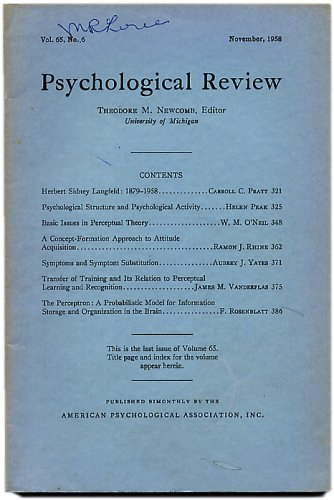 Vol. 65, No. 6 November, 1958
Psychological Review
THEODORE M. NEWCOMB, Editor
University of Michigan
CONTENTS
Herbert Sidney Langfeld: 1879–1958..............CARROLL C. PRATT 321
Psychological Structure and Psychological Activity.......HELEN PEAK 325
Basic Issues in Perceptual Theory..................W. M. O'NEIL 348
A Concept-Formation Approach to Attitude
Acquisition...................................RAMON J. RHINE 362
Symptoms and Symptom Substitution............AUBREY J. YATES 371
Transfer of Training and Its Relation to Perceptual
Learning and Recognition...................JAMES M. VANDERPLAS 375
The Perceptron: A Probabilistic Model for Information
Storage and Organization in the Brain...............F. ROSENBLATT 386
This is the last issue of Volume 65.
Title page and index for the volume
appear herein.
PUBLISHED BIMONTHLY BY THE
AMERICAN PSYCHOLOGICAL ASSOCIATION, INC.